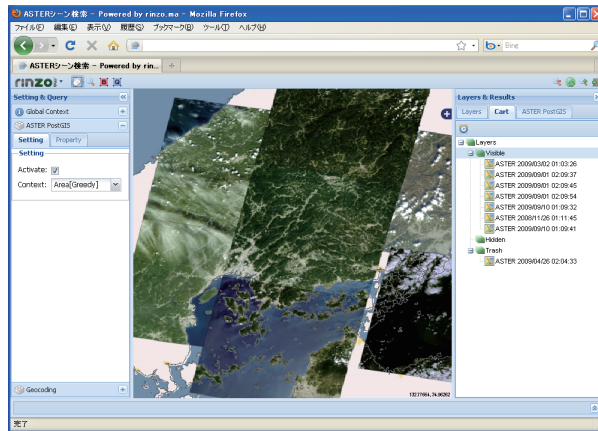 ASTERシーン検索 - Powered by rinzo.ma - Mozilla Firefox
ファイル(F) 編集(E) 表示(V) 履歴(S) ブックマーク(B) ツール(T) ヘルプ(H)
Bing
ASTERシーン検索 - Powered by rin...
rinzo
Setting & Query
Global Context
ASTER PostGIS
Setting Property
Setting
Activate:
Context: Area[Greedy]
Geocoding
Layers & Results
Layers Cart ASTER PostGIS
Layers
Visible
ASTER 2009/03/02 01:03:26
ASTER 2009/09/01 02:09:37
ASTER 2009/09/01 02:09:45
ASTER 2009/09/01 02:09:54
ASTER 2009/09/10 01:09:32
ASTER 2008/11/26 01:11:45
ASTER 2009/09/10 01:09:41
Hidden
Trash
ASTER 2009/04/26 02:04:33
完了